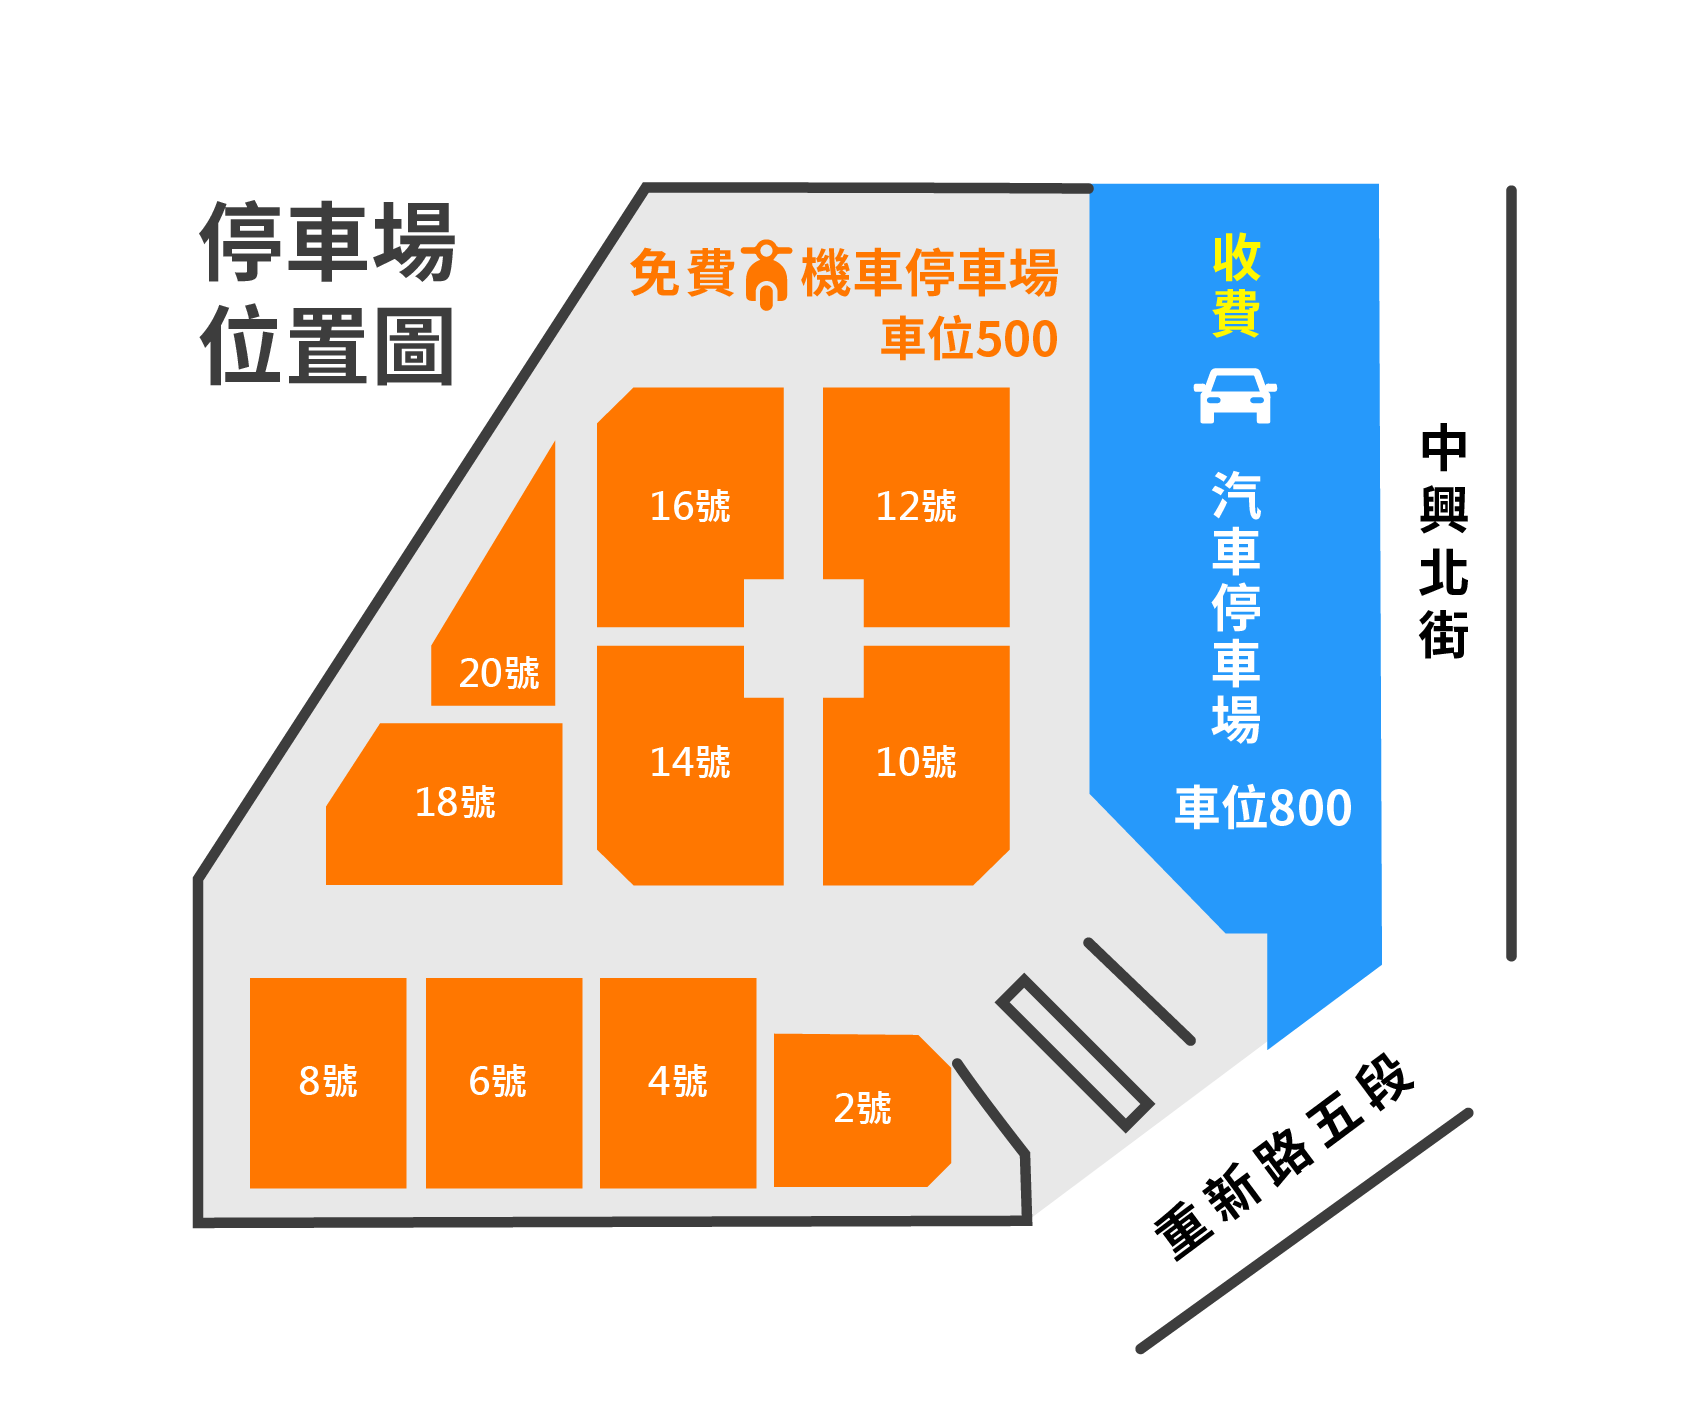 停車場
位置圖
免費 機車停車場
車位500
收費
汽車停車場
車位800
中興北街
16號
12號
20號
14號
10號
18號
8號
6號
4號
2號
重新路五段